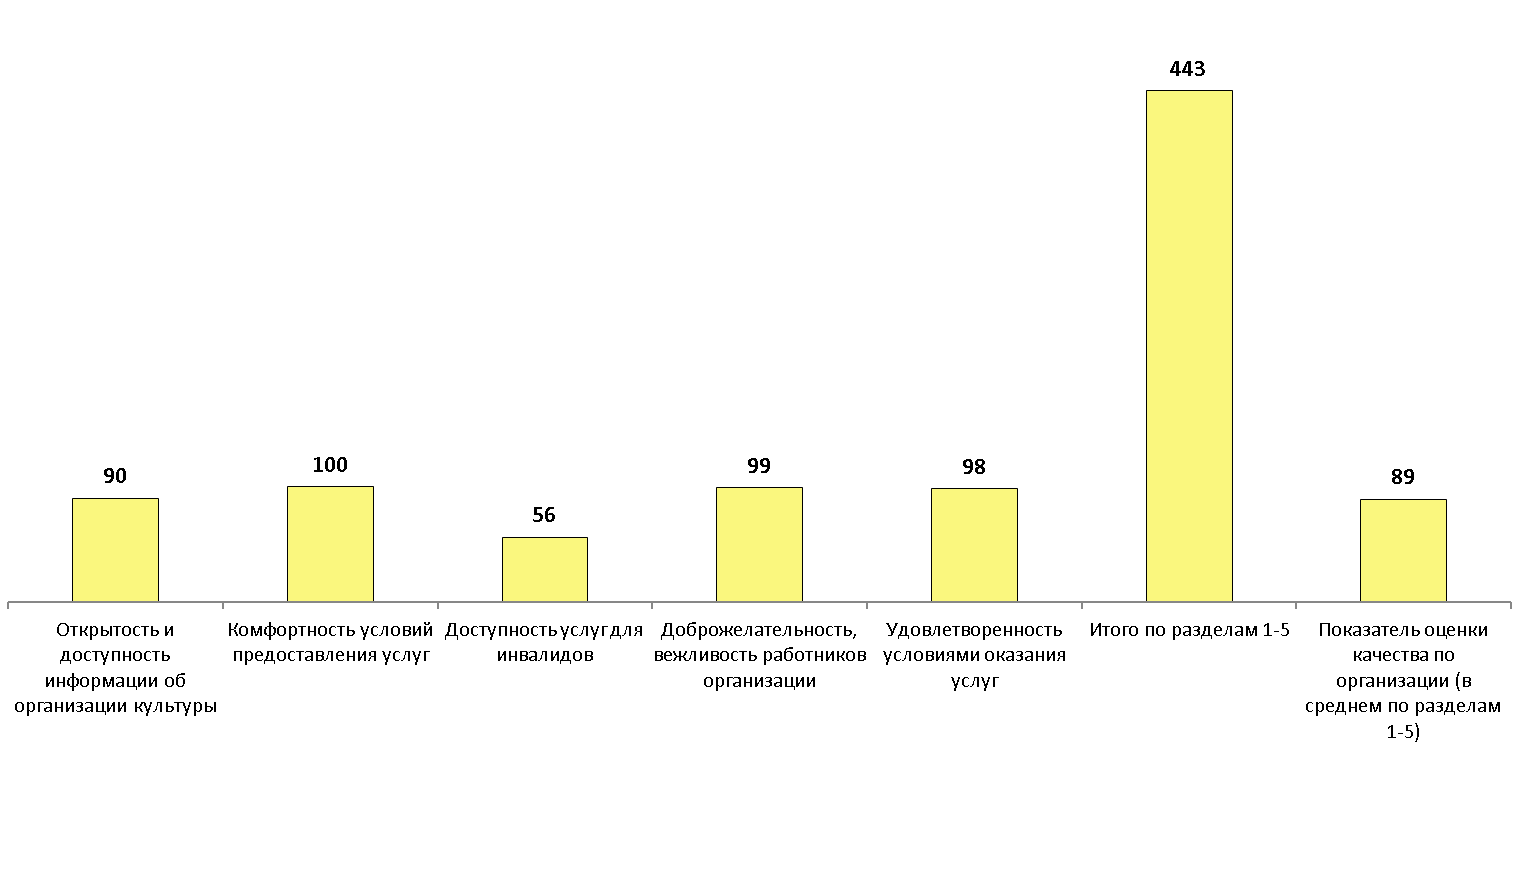 443
90
100
56
99
98
89
Открытость и
доступность
информации об
организации культуры
Комфортность условий
предоставления услуг
Доступность услуг для
инвалидов
Доброжелательность,
вежливость работников
организации
Удовлетворенность
условиями оказания
услуг
Итого по разделам 1-5
Показатель оценки
качества по
организации (в
среднем по разделам
1-5)